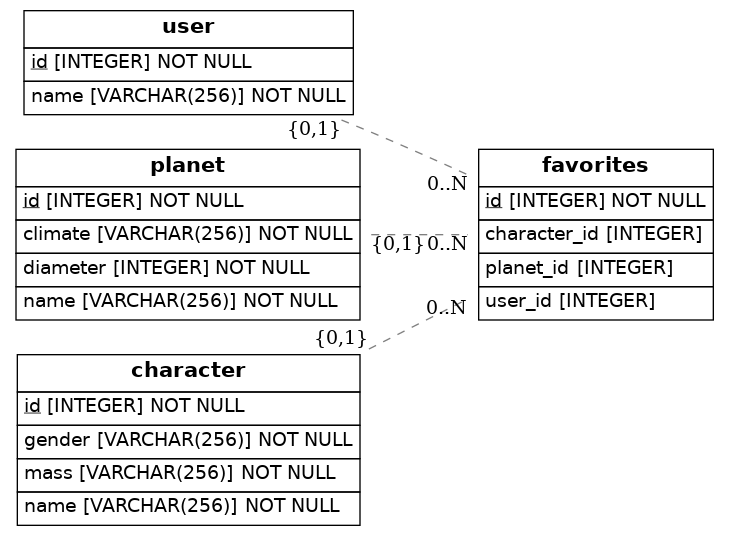 user
id [INTEGER] NOT NULL
name [VARCHAR(256)] NOT NULL
{0,1}
planet
id [INTEGER] NOT NULL
climate [VARCHAR(256)] NOT NULL
diameter [INTEGER] NOT NULL
name [VARCHAR(256)] NOT NULL
{0,1}
0..N
0..N
0..N
favorites
id [INTEGER] NOT NULL
character_id [INTEGER]
planet_id [INTEGER]
user_id [INTEGER]
{0,1}
character
id [INTEGER] NOT NULL
gender [VARCHAR(256)] NOT NULL
mass [VARCHAR(256)] NOT NULL
name [VARCHAR(256)] NOT NULL